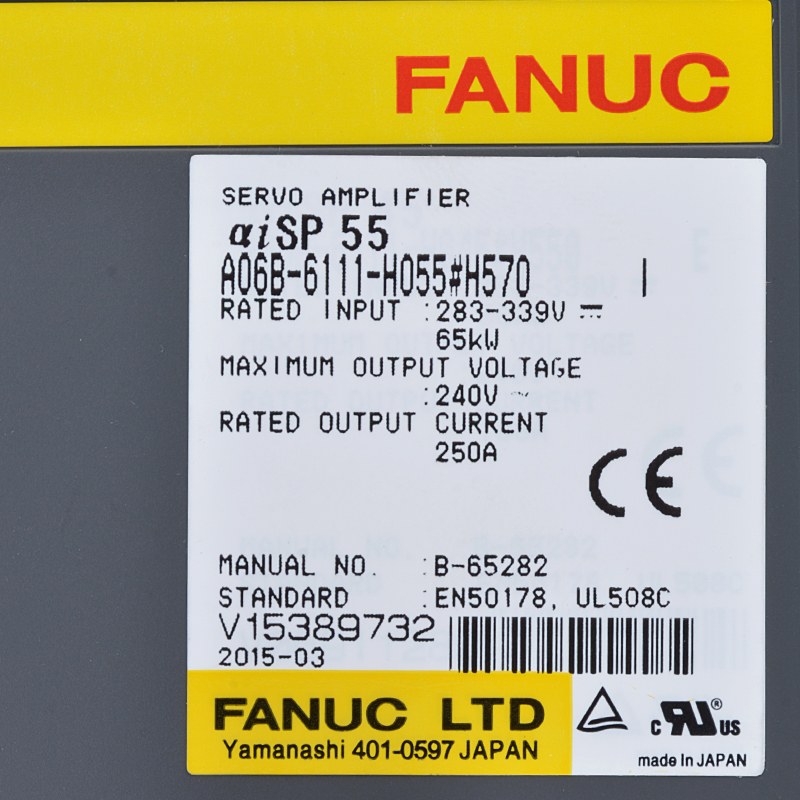 FANUC
SERVO AMPLIFIER
αiSP 55
A06B-6111-H055#H570 I
RATED INPUT :283-339V ⎓
65kW
MAXIMUM OUTPUT VOLTAGE
:240V ~
RATED OUTPUT CURRENT
250A
CE
MANUAL NO. :B-65282
STANDARD :EN50178, UL508C
V15389732
2015-03
FANUC LTD
Yamanashi 401-0597 JAPAN
c RU® US
made In JAPAN